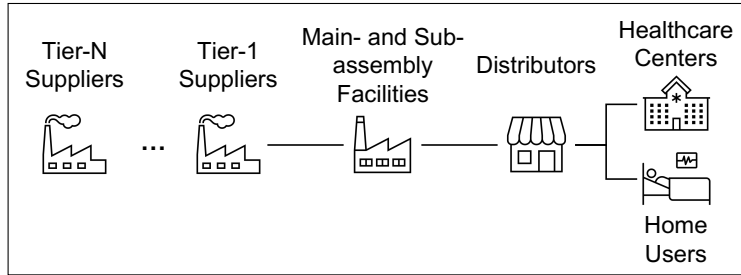 Tier-N
Suppliers
...
Tier-1
Suppliers
Main- and Sub-
assembly
Facilities
Distributors
Healthcare
Centers
Home
Users